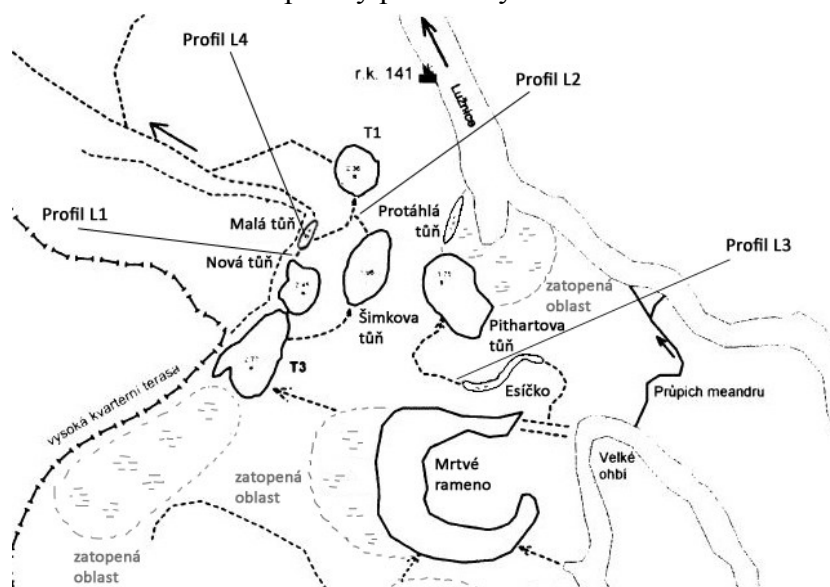 Profil L4
Profil L2
r.k. 141
Lužnice
T1
Profil L1
Malá tůň
Protáhlá
tůň
Profil L3
Nová tůň
zatopená
oblast
Šimkova
tůň
Pithartova
tůň
T3
vysoká kvarterní terasa
Esíčko
Průpich meandru
zatopená
oblast
Mrtvé
rameno
Velké
ohbí
zatopená
oblast